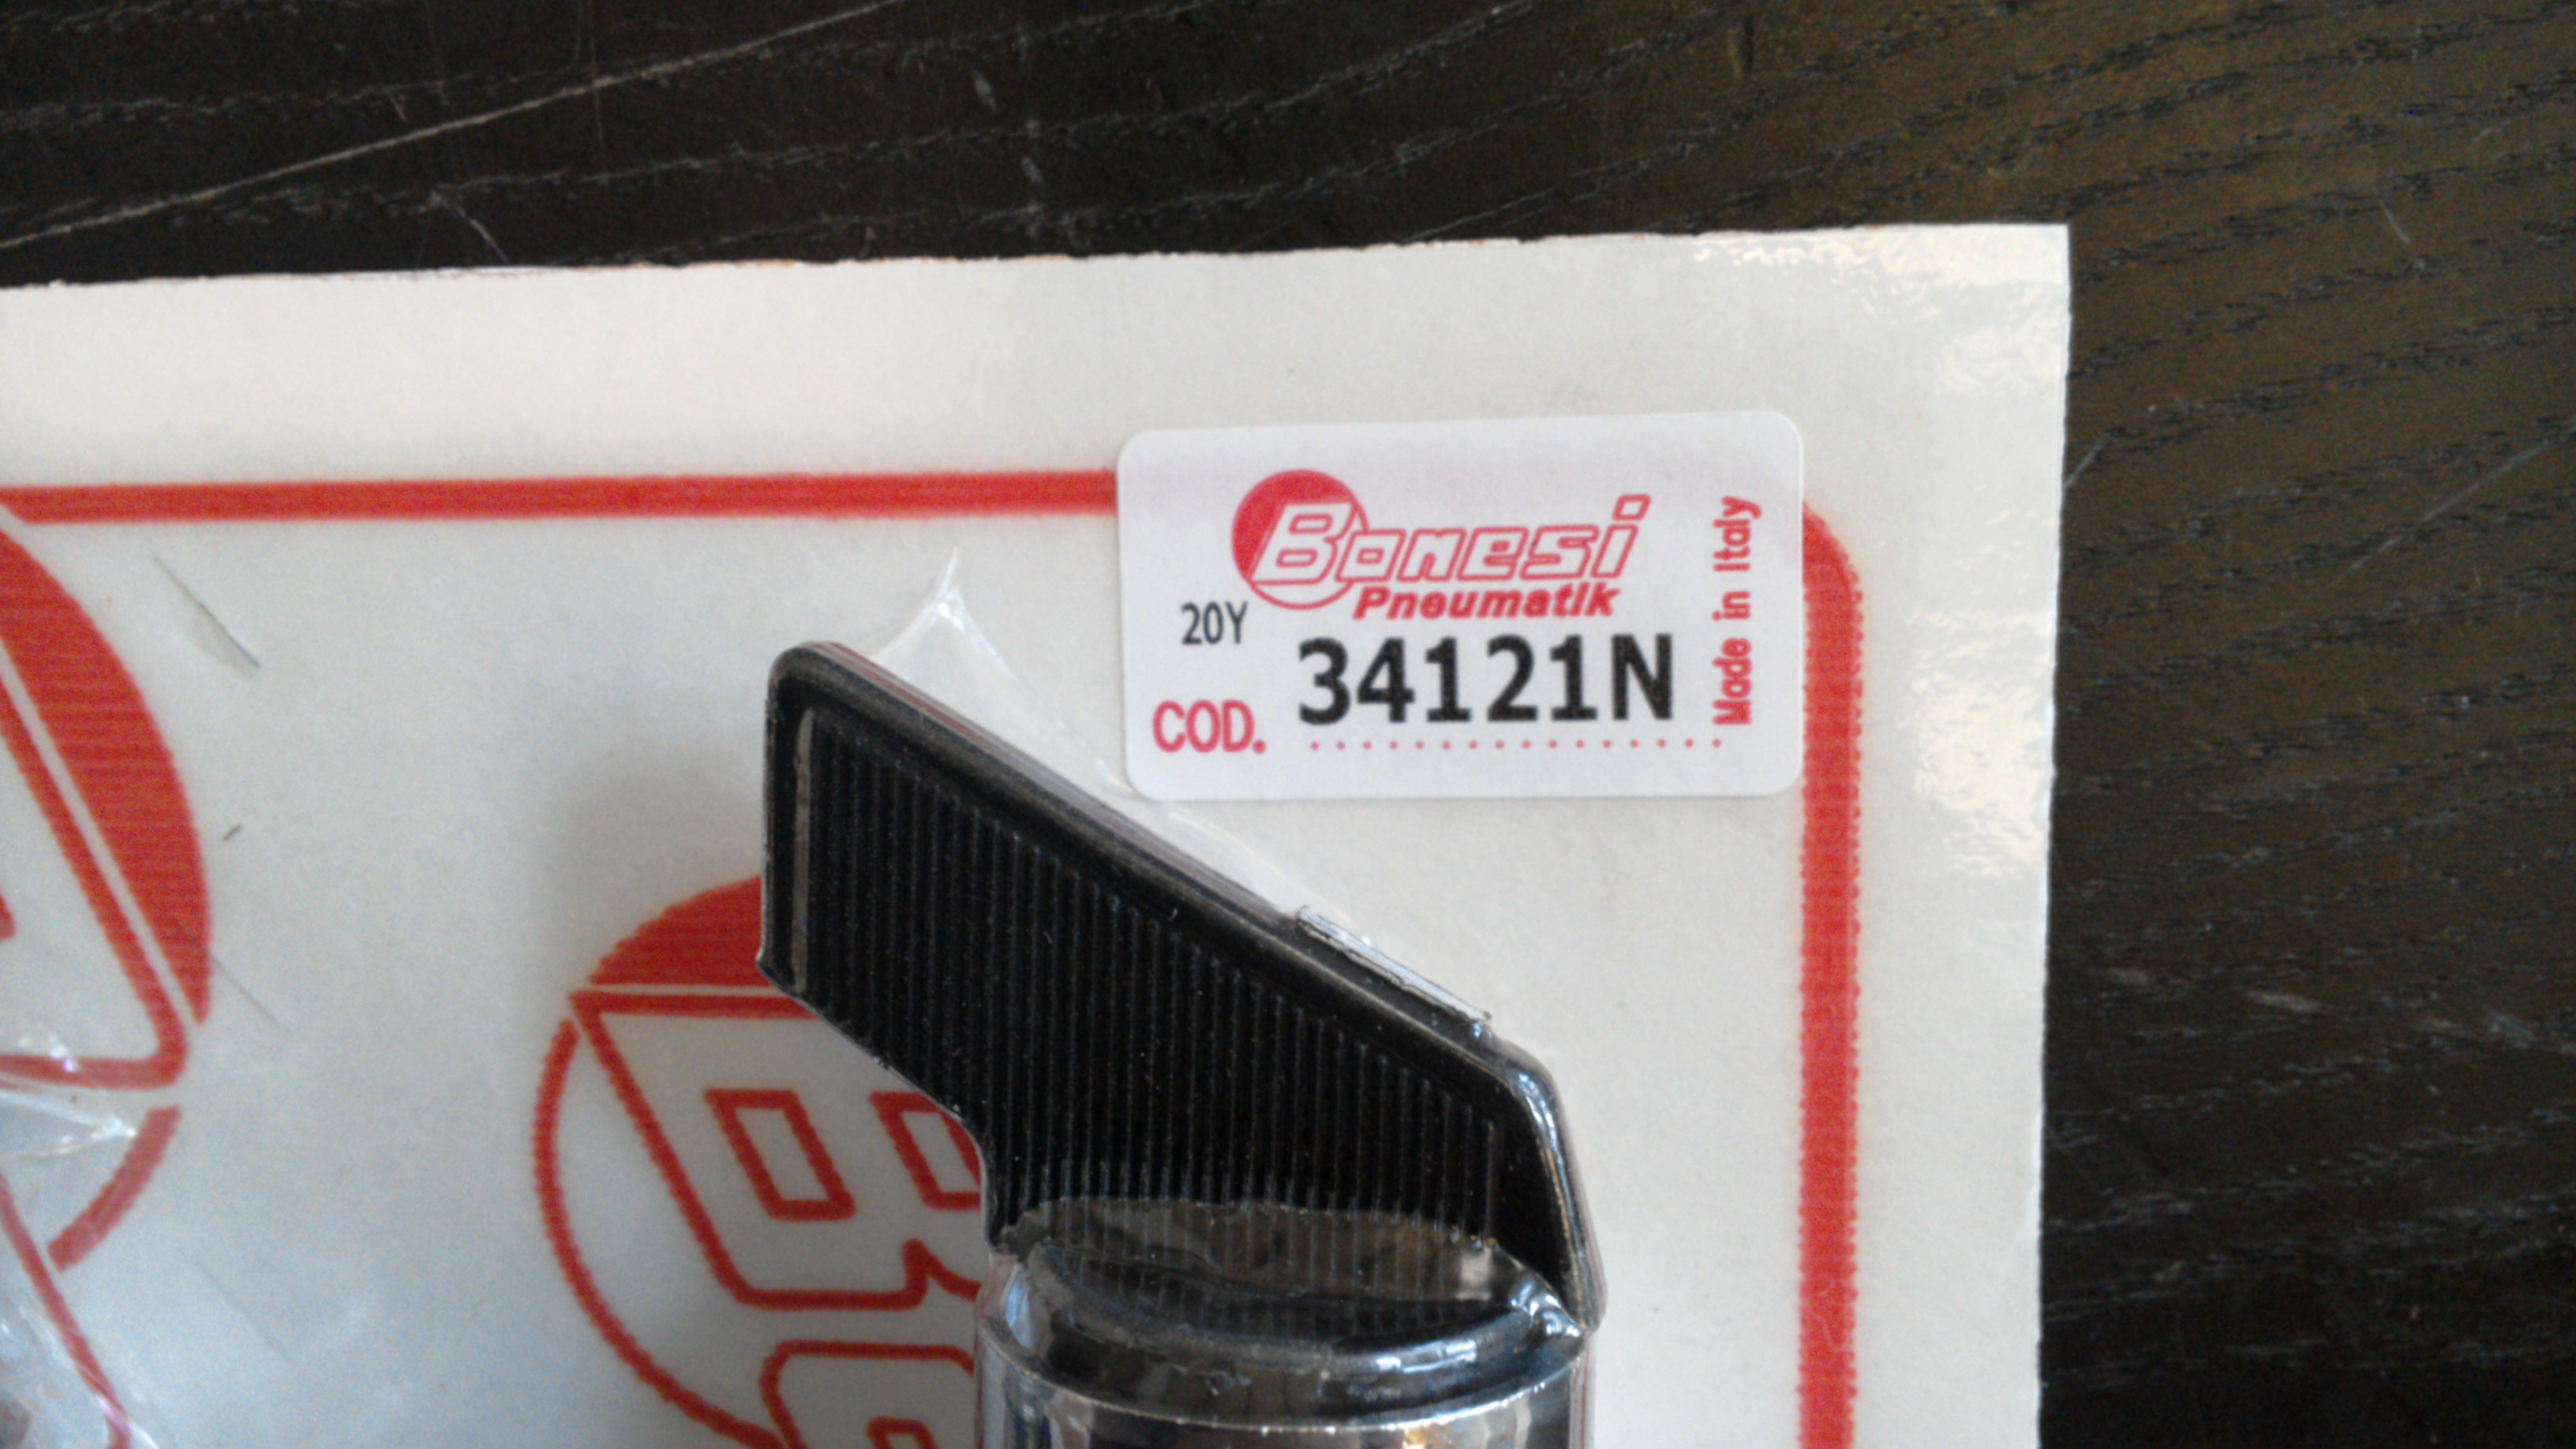 Bonesi
Pneumatik
20Y
34121N
COD.
Made in Italy